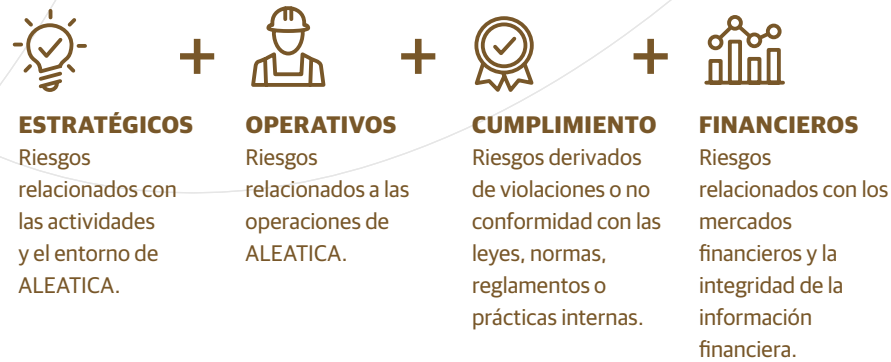 + + +
ESTRATÉGICOS
Riesgos
relacionados con
las actividades
y el entorno de
ALEATICA.
OPERATIVOS
Riesgos
relacionados a las
operaciones de
ALEATICA.
CUMPLIMIENTO
Riesgos derivados
de violaciones o no
conformidad con las
leyes, normas,
reglamentos o
prácticas internas.
FINANCIEROS
Riesgos
relacionados con los
mercados
financieros y la
integridad de la
información
financiera.